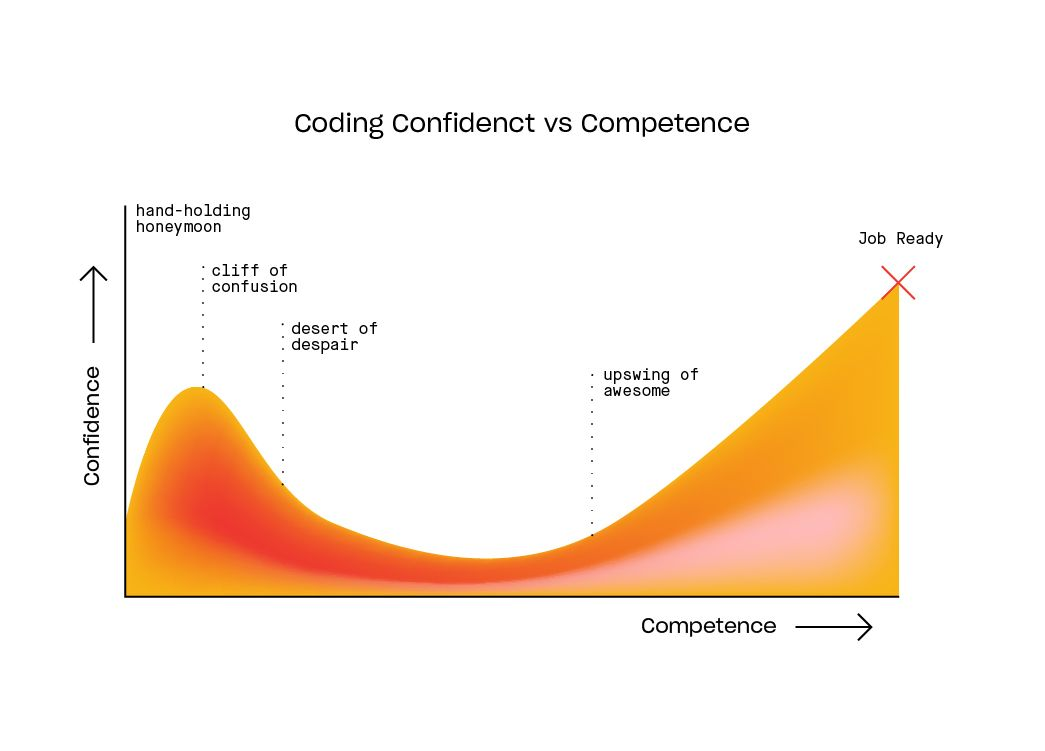 Coding Confidenct vs Competence
hand-holding
honeymoon
Job Ready
cliff of
confusion
desert of
despair
upswing of
awesome
Confidence
Competence